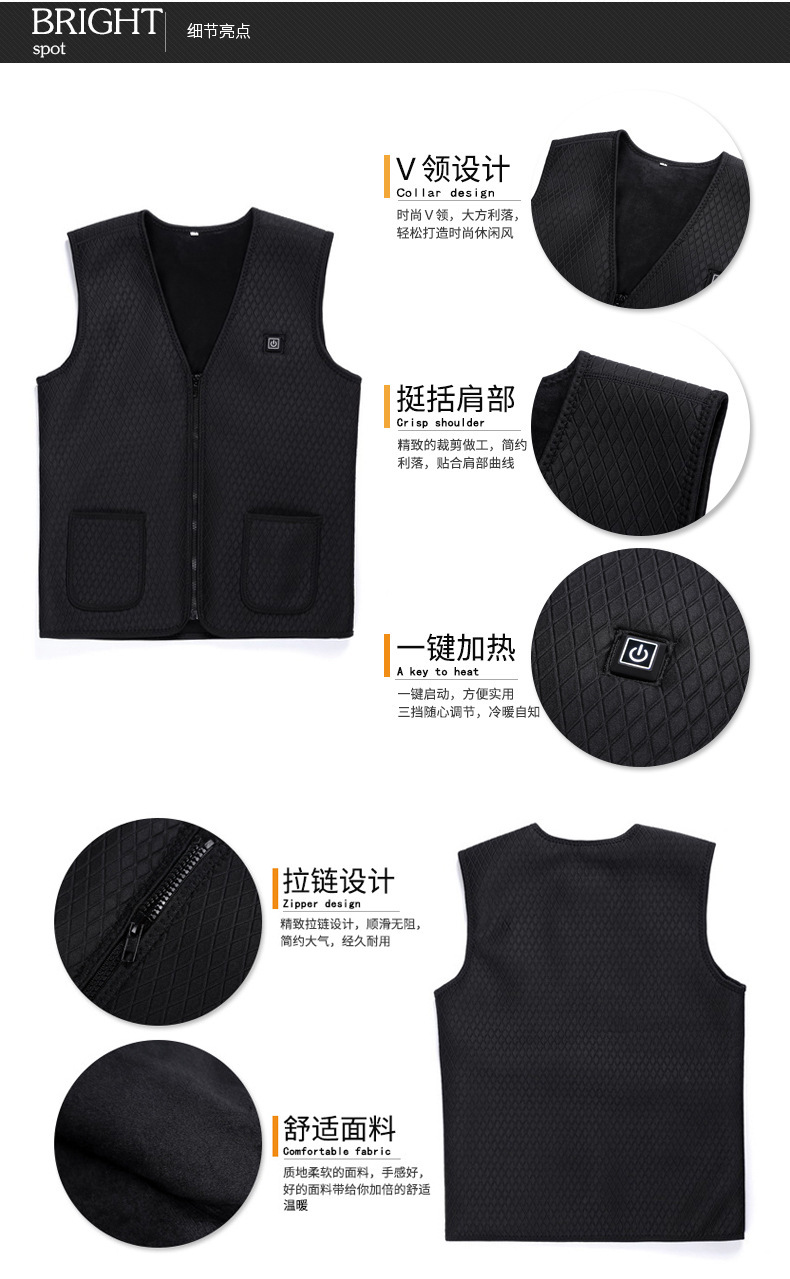 BRIGHT
spot
细节亮点
V 领设计
Collar design
时尚 V 领，大方利落，
轻松打造时尚休闲风
挺括肩部
Crisp shoulder
精致的裁剪做工，简约
利落，贴合肩部曲线
一键加热
A key to heat
一键启动，方便实用
三挡随心调节，冷暖自知
拉链设计
Zipper design
精致拉链设计，顺滑无阻，
简约大气，经久耐用
舒适面料
Comfortable fabric
质地柔软的面料，手感好，
好的面料带给你加倍的舒适
温暖